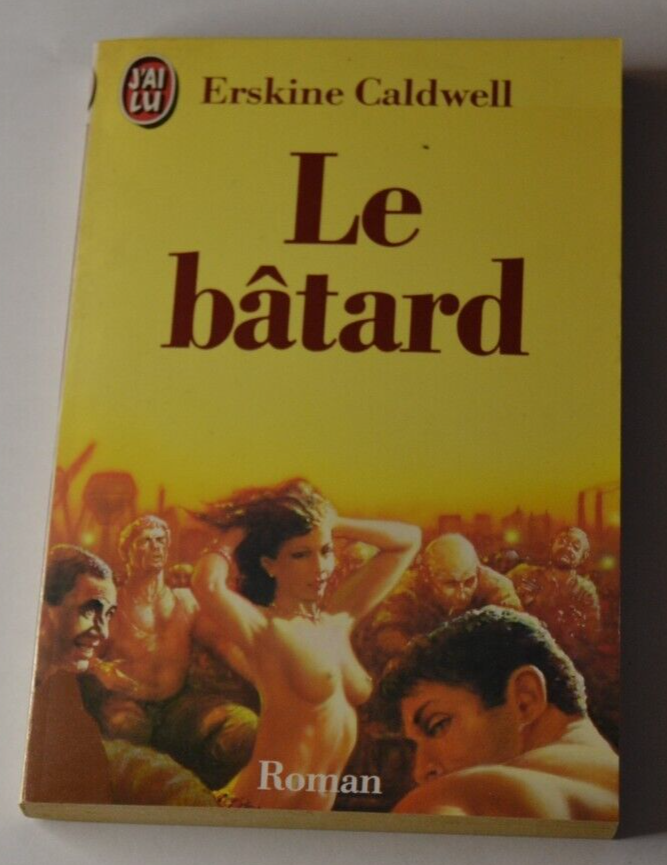 J'AI
LU
Erskine Caldwell
Le
bâtard
Roman